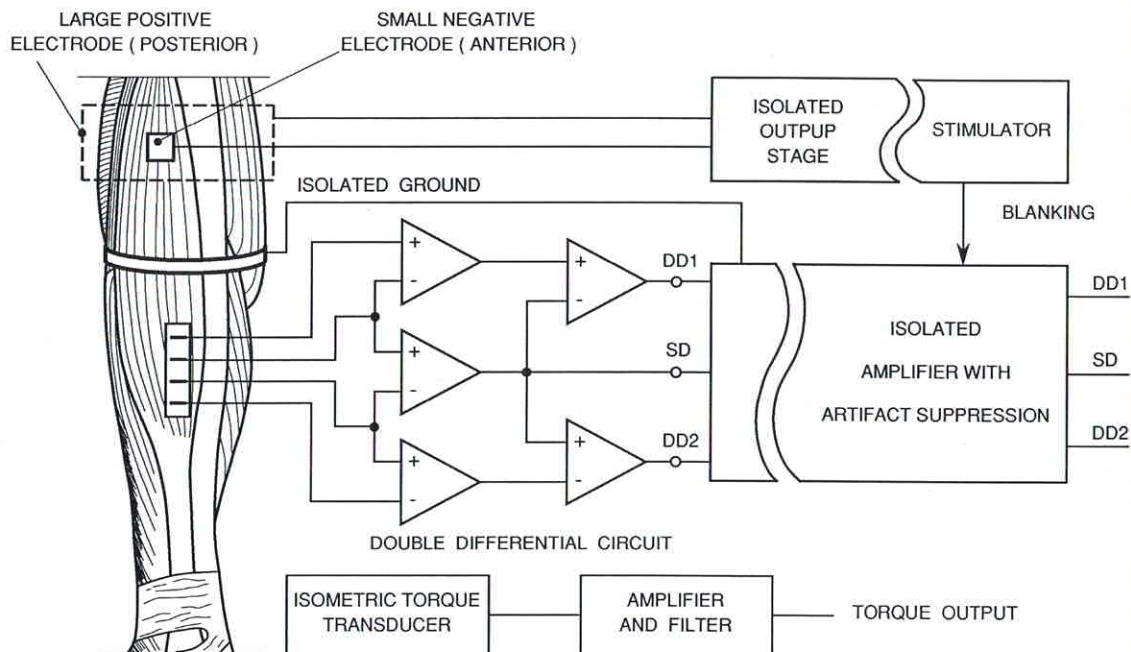 LARGE POSITIVE
ELECTRODE ( POSTERIOR )
SMALL NEGATIVE
ELECTRODE ( ANTERIOR )
ISOLATED
OUTPUP
STAGE
STIMULATOR
ISOLATED GROUND
BLANKING
+
-
+
-
DD1
+
-
SD
+
-
DD2
+
-
ISOLATED
AMPLIFIER WITH
ARTIFACT SUPPRESSION
DD1
SD
DD2
DOUBLE DIFFERENTIAL CIRCUIT
ISOMETRIC TORQUE
TRANSDUCER
AMPLIFIER
AND FILTER
TORQUE OUTPUT